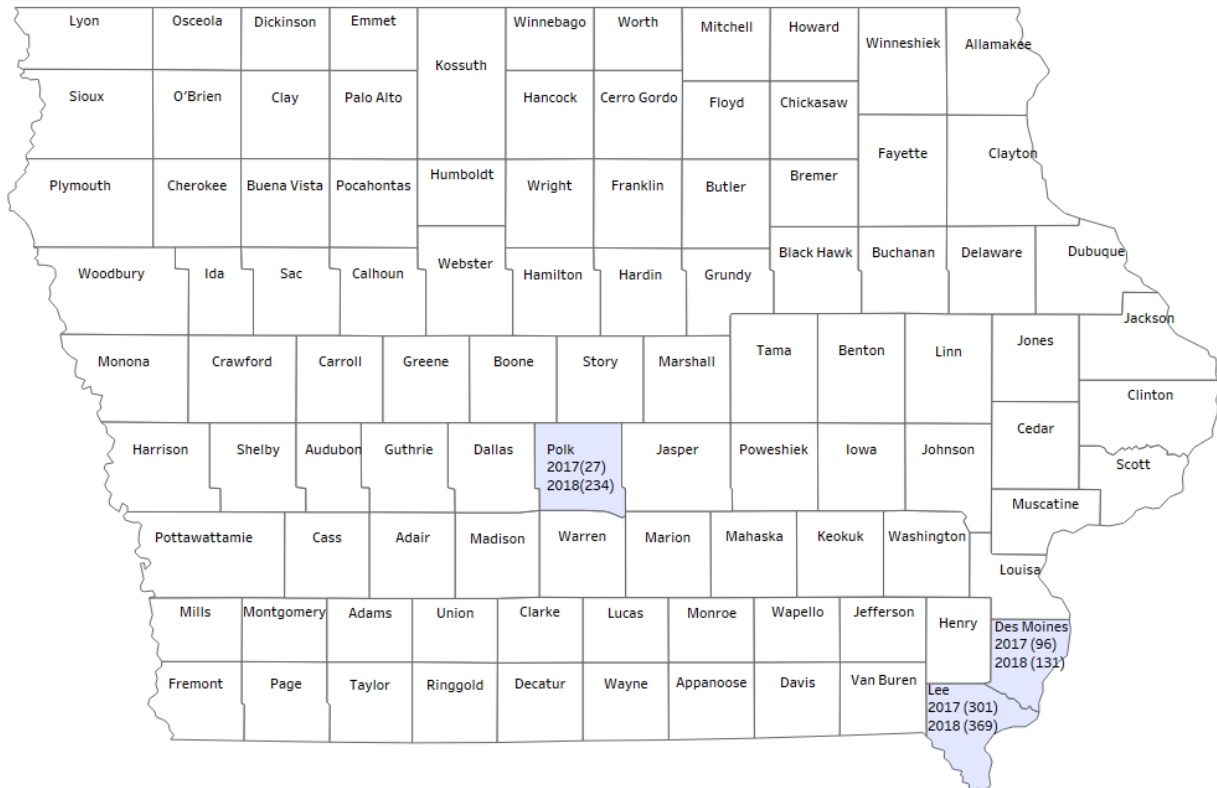 Lyon
Osceola
Dickinson
Emmet
Kossuth
Winnebago
Worth
Mitchell
Howard
Winneshiek
Allamakee
Sioux
O'Brien
Clay
Palo Alto
Hancock
Cerro Gordo
Floyd
Chickasaw
Fayette
Clayton
Plymouth
Cherokee
Buena Vista
Pocahontas
Humboldt
Wright
Franklin
Butler
Bremer
Woodbury
Ida
Sac
Calhoun
Webster
Hamilton
Hardin
Grundy
Black Hawk
Buchanan
Delaware
Dubuque
Jackson
Monona
Crawford
Carroll
Greene
Boone
Story
Marshall
Tama
Benton
Linn
Jones
Clinton
Cedar
Harrison
Shelby
Audubon
Guthrie
Dallas
Polk
2017(27)
2018(234)
Jasper
Poweshiek
Iowa
Johnson
Scott
Muscatine
Pottawattamie
Cass
Adair
Madison
Warren
Marion
Mahaska
Keokuk
Washington
Louisa
Mills
Montgomery
Adams
Union
Clarke
Lucas
Monroe
Wapello
Jefferson
Henry
Des Moines
2017 (96)
2018 (131)
Fremont
Page
Taylor
Ringgold
Decatur
Wayne
Appanoose
Davis
Van Buren
Lee
2017 (301)
2018 (369)